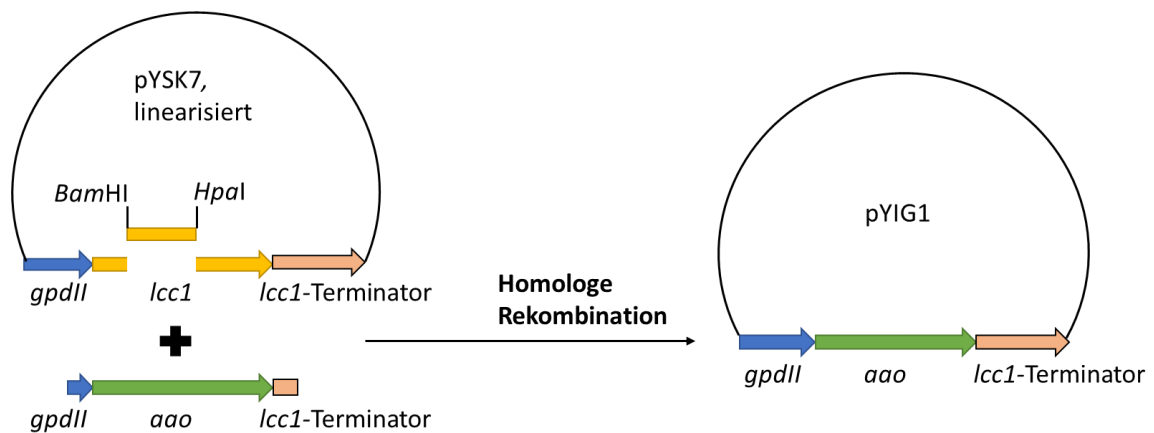 pYSK7,
linearisiert
BamHI
HpaI
gpdII
lcc1
lcc1-Terminator
gpdII
aao
lcc1-Terminator
Homologe
Rekombination
pYIG1
gpdII
aao
lcc1-Terminator